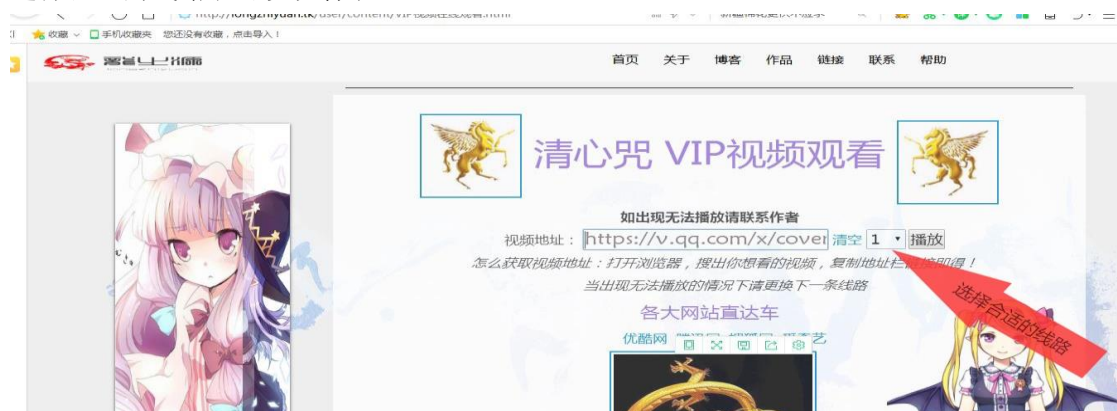 收藏 手机收藏夹 您还没有收藏，点击导入！
首页 关于 博客 作品 链接 联系 帮助
清心咒 VIP视频观看
如出现无法播放请联系作者
视频地址： https://v.qq.com/x/cover 清空 1 播放
怎么获取视频地址：打开浏览器，搜出你想看的视频，复制地址栏链接即得！
当出现无法播放的情况下请更换下一条线路
选择合适的线路
各大网站直达车
优酷网